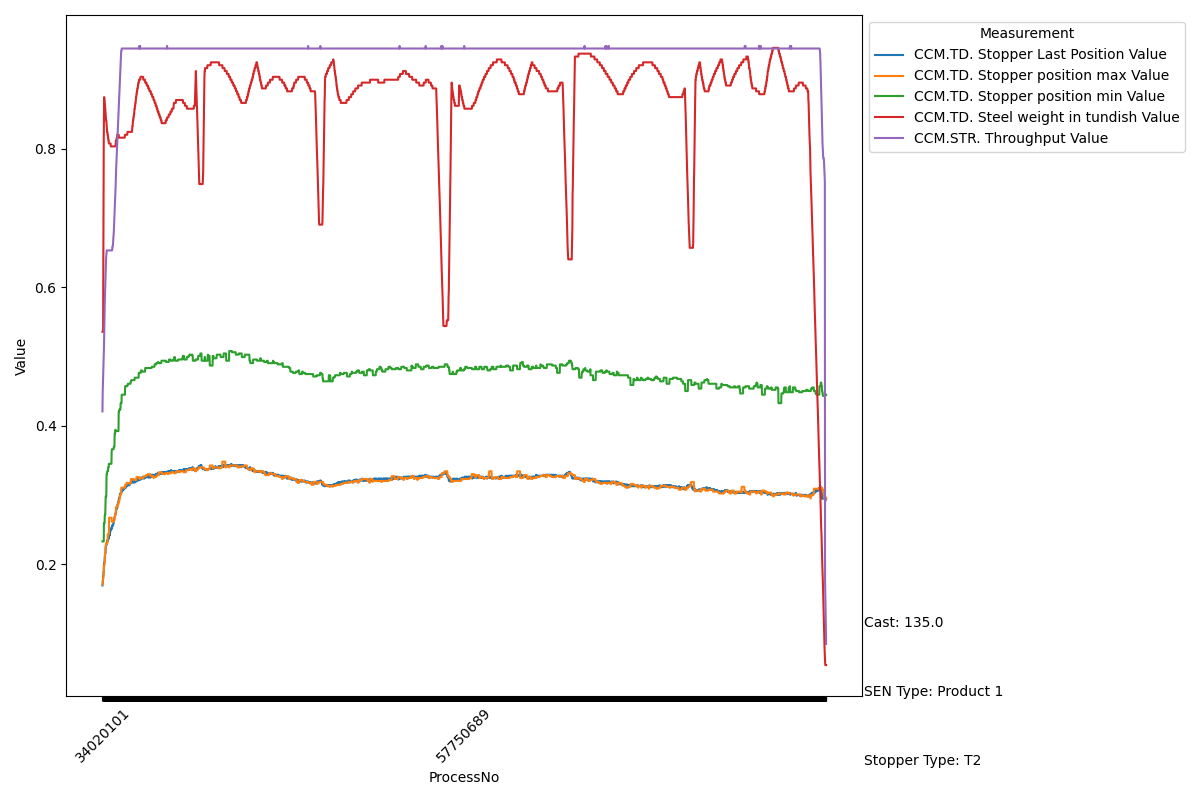 Measurement
CCM.TD. Stopper Last Position Value
CCM.TD. Stopper position max Value
CCM.TD. Stopper position min Value
CCM.TD. Steel weight in tundish Value
CCM.STR. Throughput Value
0.8
0.6
0.4
0.2
Value
34020101
57750689
ProcessNo
Cast: 135.0
SEN Type: Product 1
Stopper Type: T2